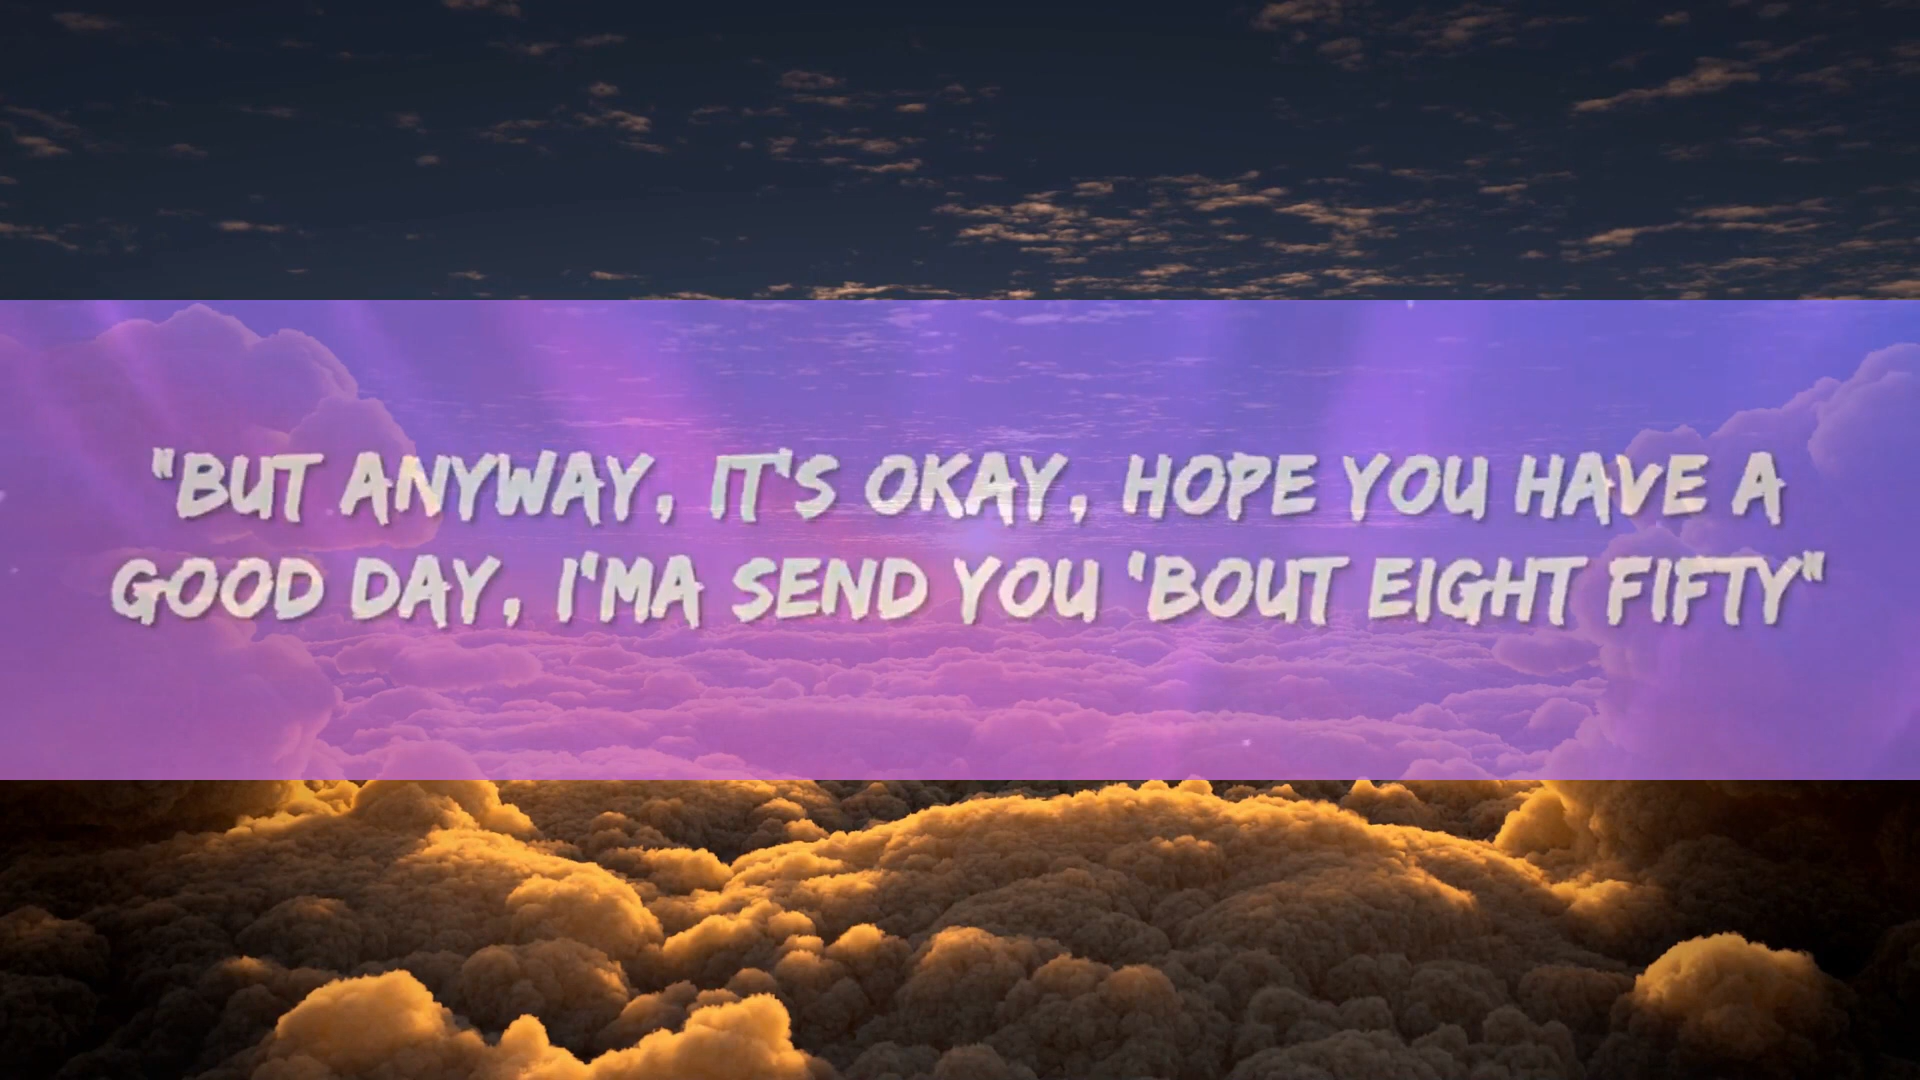 "BUT ANYWAY, IT'S OKAY, HOPE YOU HAVE A
GOOD DAY, I'MA SEND YOU 'BOUT EIGHT FIFTY"